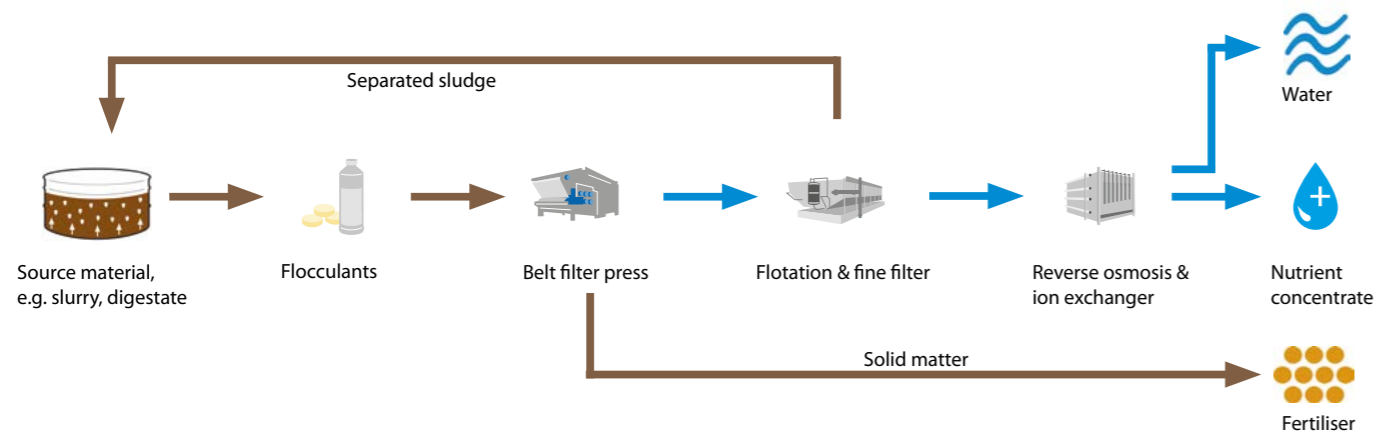 Separated sludge
Water
Source material,
e.g. slurry, digestate
Flocculants
Belt filter press
Flotation & fine filter
Reverse osmosis &
ion exchanger
Nutrient
concentrate
Solid matter
Fertiliser